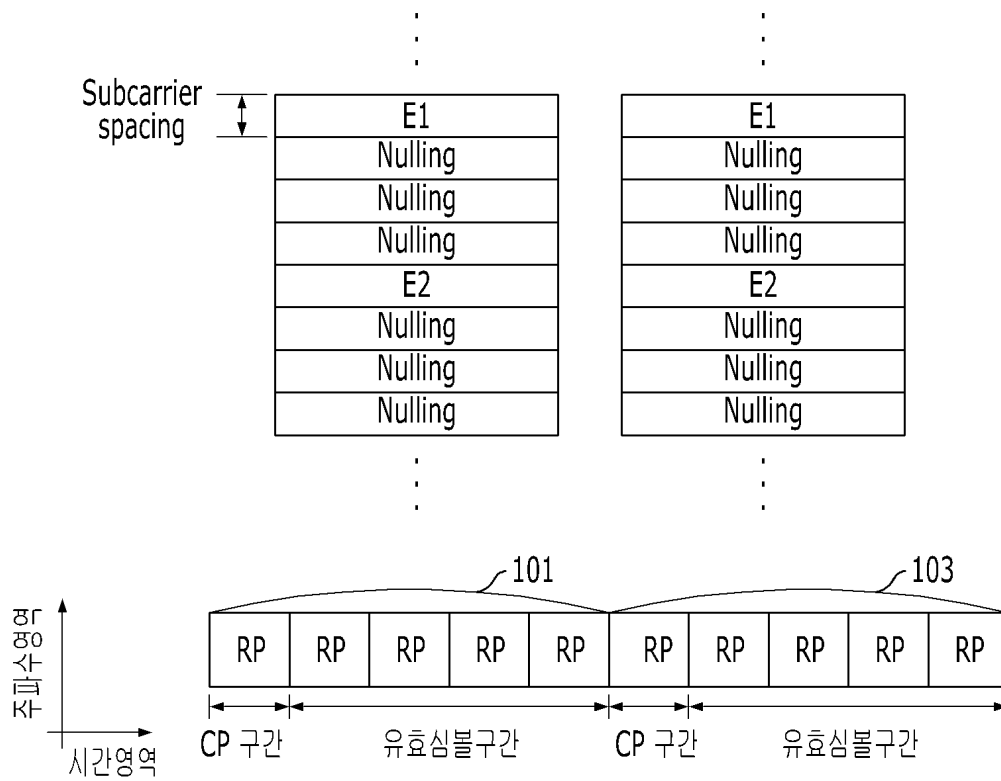 Subcarrier
spacing
E1
Nulling
Nulling
Nulling
E2
Nulling
Nulling
Nulling
E1
Nulling
Nulling
Nulling
E2
Nulling
Nulling
Nulling
101
103
주파수영역
RP RP RP RP RP RP RP RP RP RP
CP 구간 유효심볼구간 CP 구간 유효심볼구간
시간영역